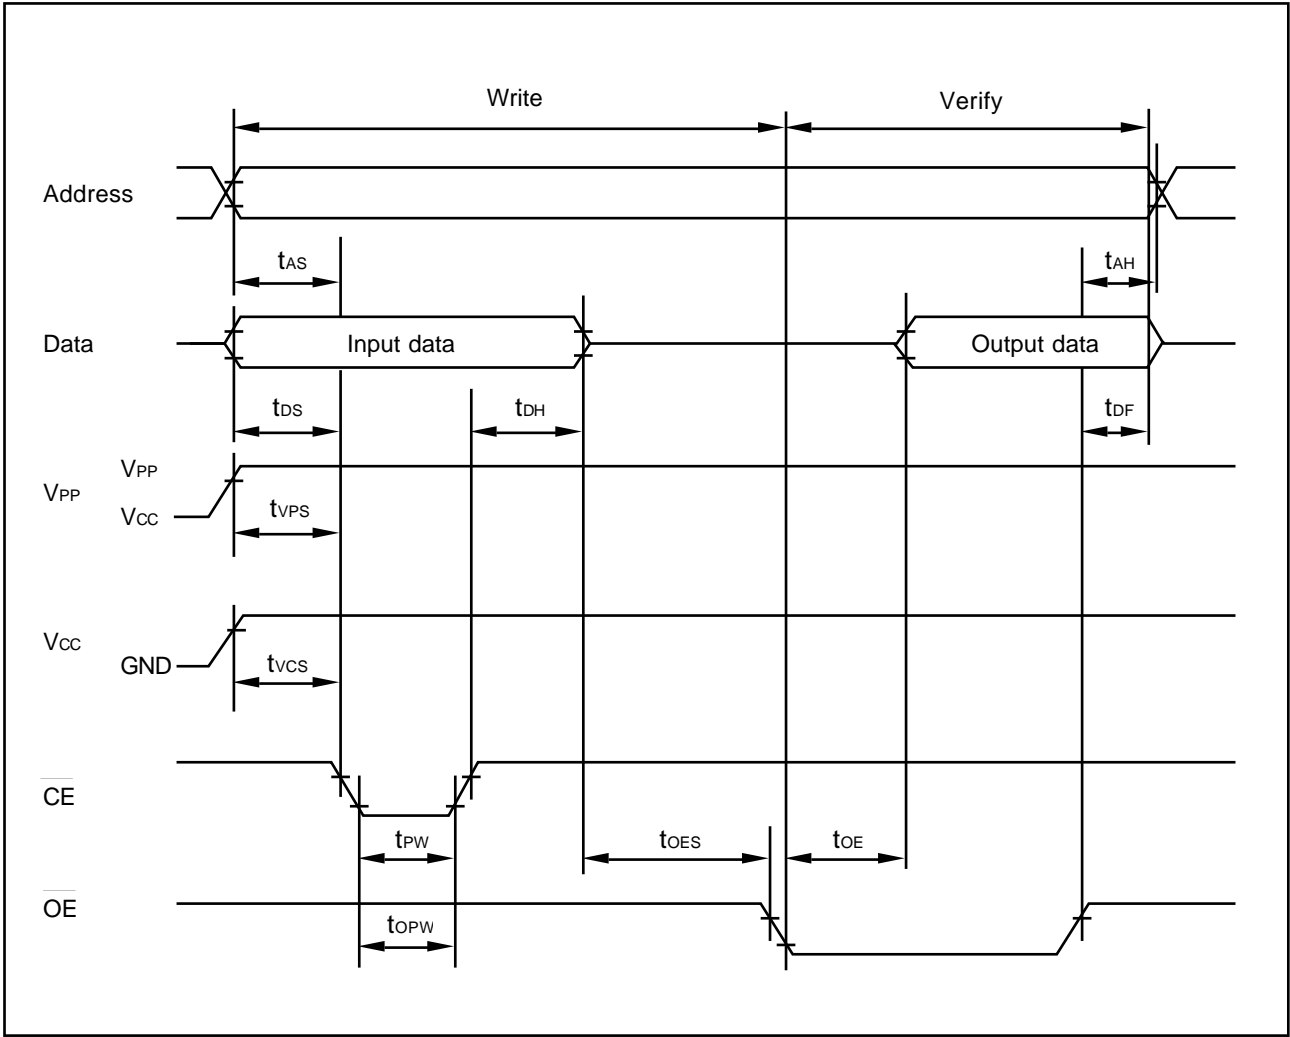 Write
Verify
Address
tAS
tAH
Data
Input data
Output data
tDS
tDH
tDF
VPP
VPP
VCC
tVPS
VCC
GND
tVCS
CE
tPW
tOES
tOE
OE
tOPW